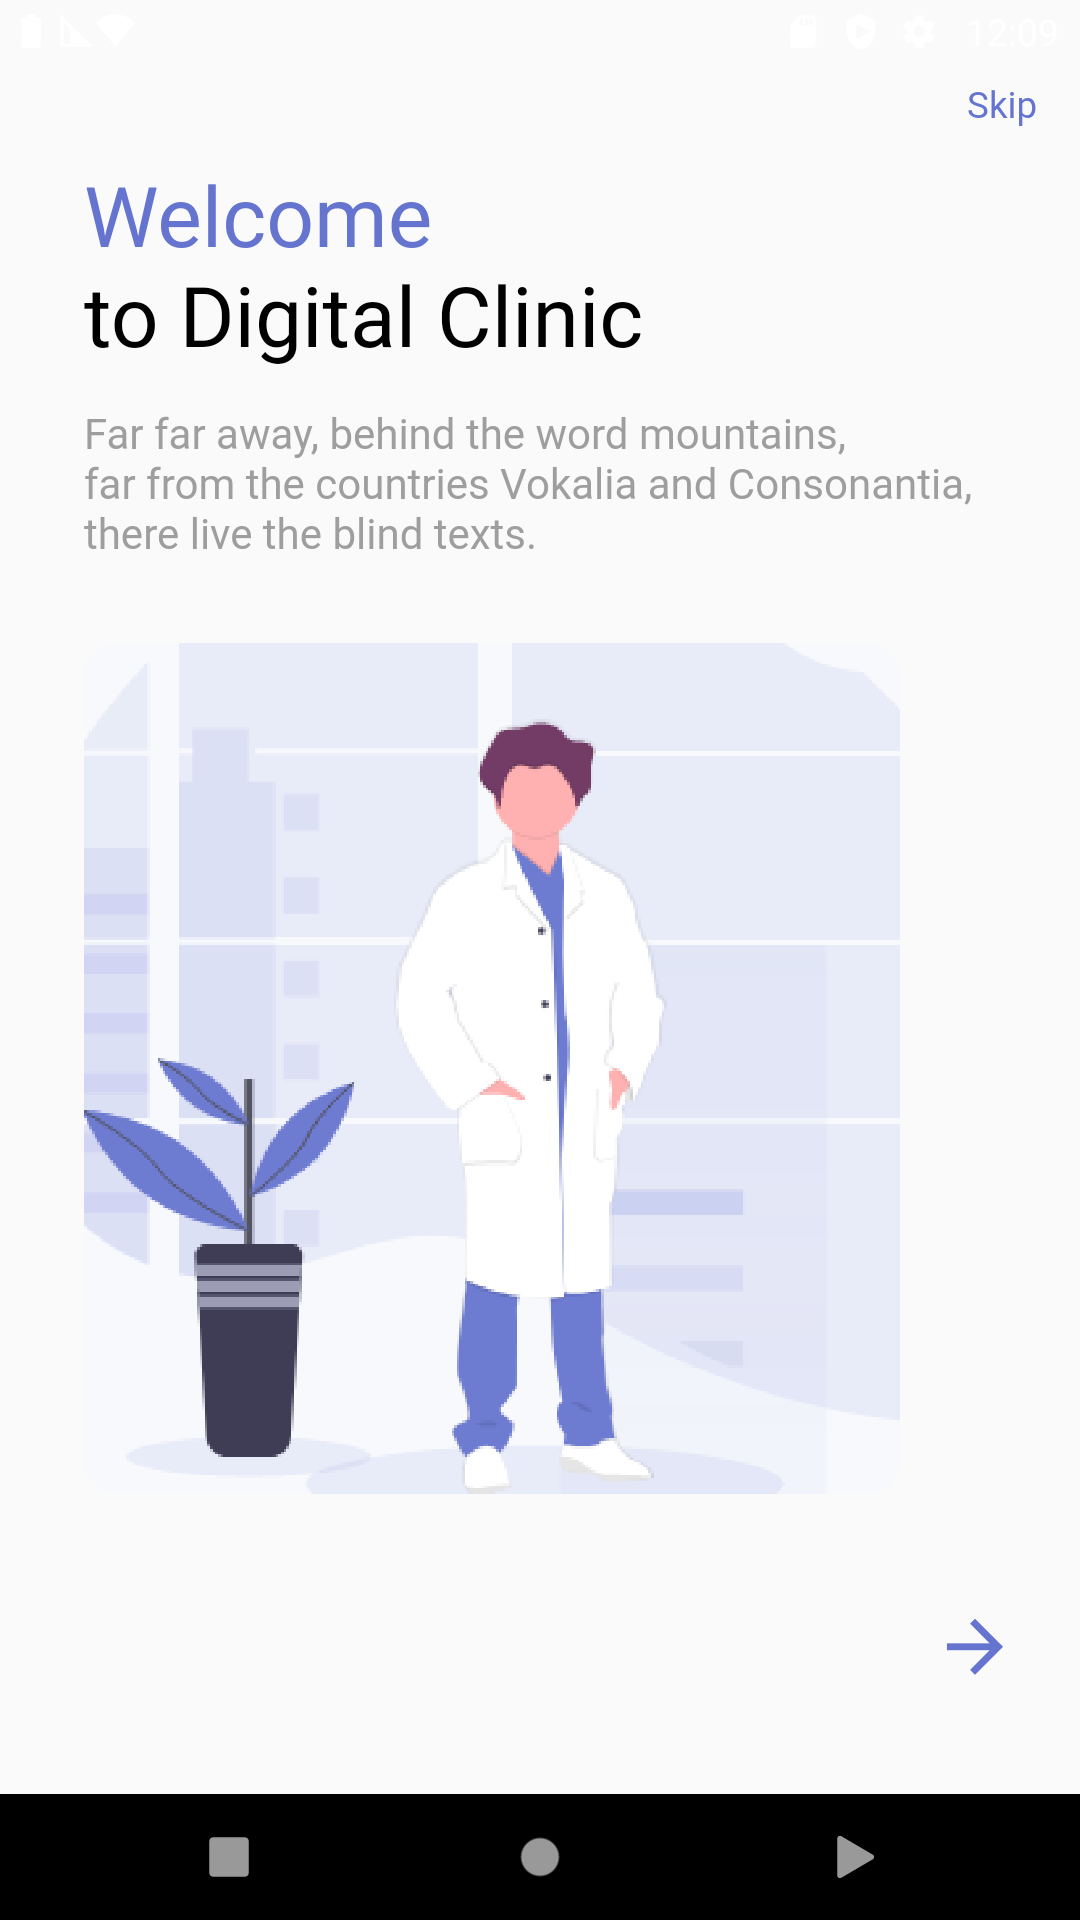 12:09
Skip
Welcome
to Digital Clinic
Far far away, behind the word mountains,
far from the countries Vokalia and Consonantia,
there live the blind texts.